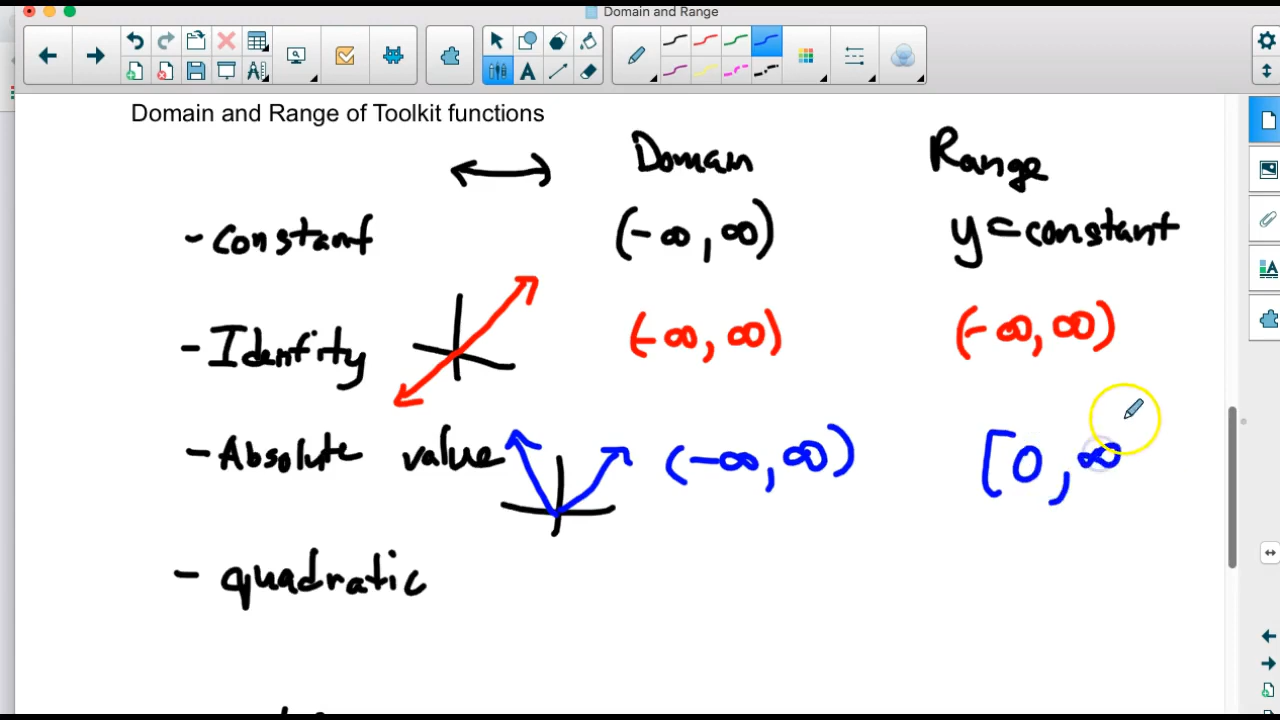 Domain and Range
Domain and Range of Toolkit functions
Domain Range
- constant (-∞, ∞) y = constant
- Identity (-∞, ∞) (-∞, ∞)
- Absolute value (-∞, ∞) [0, ∞
- quadratic